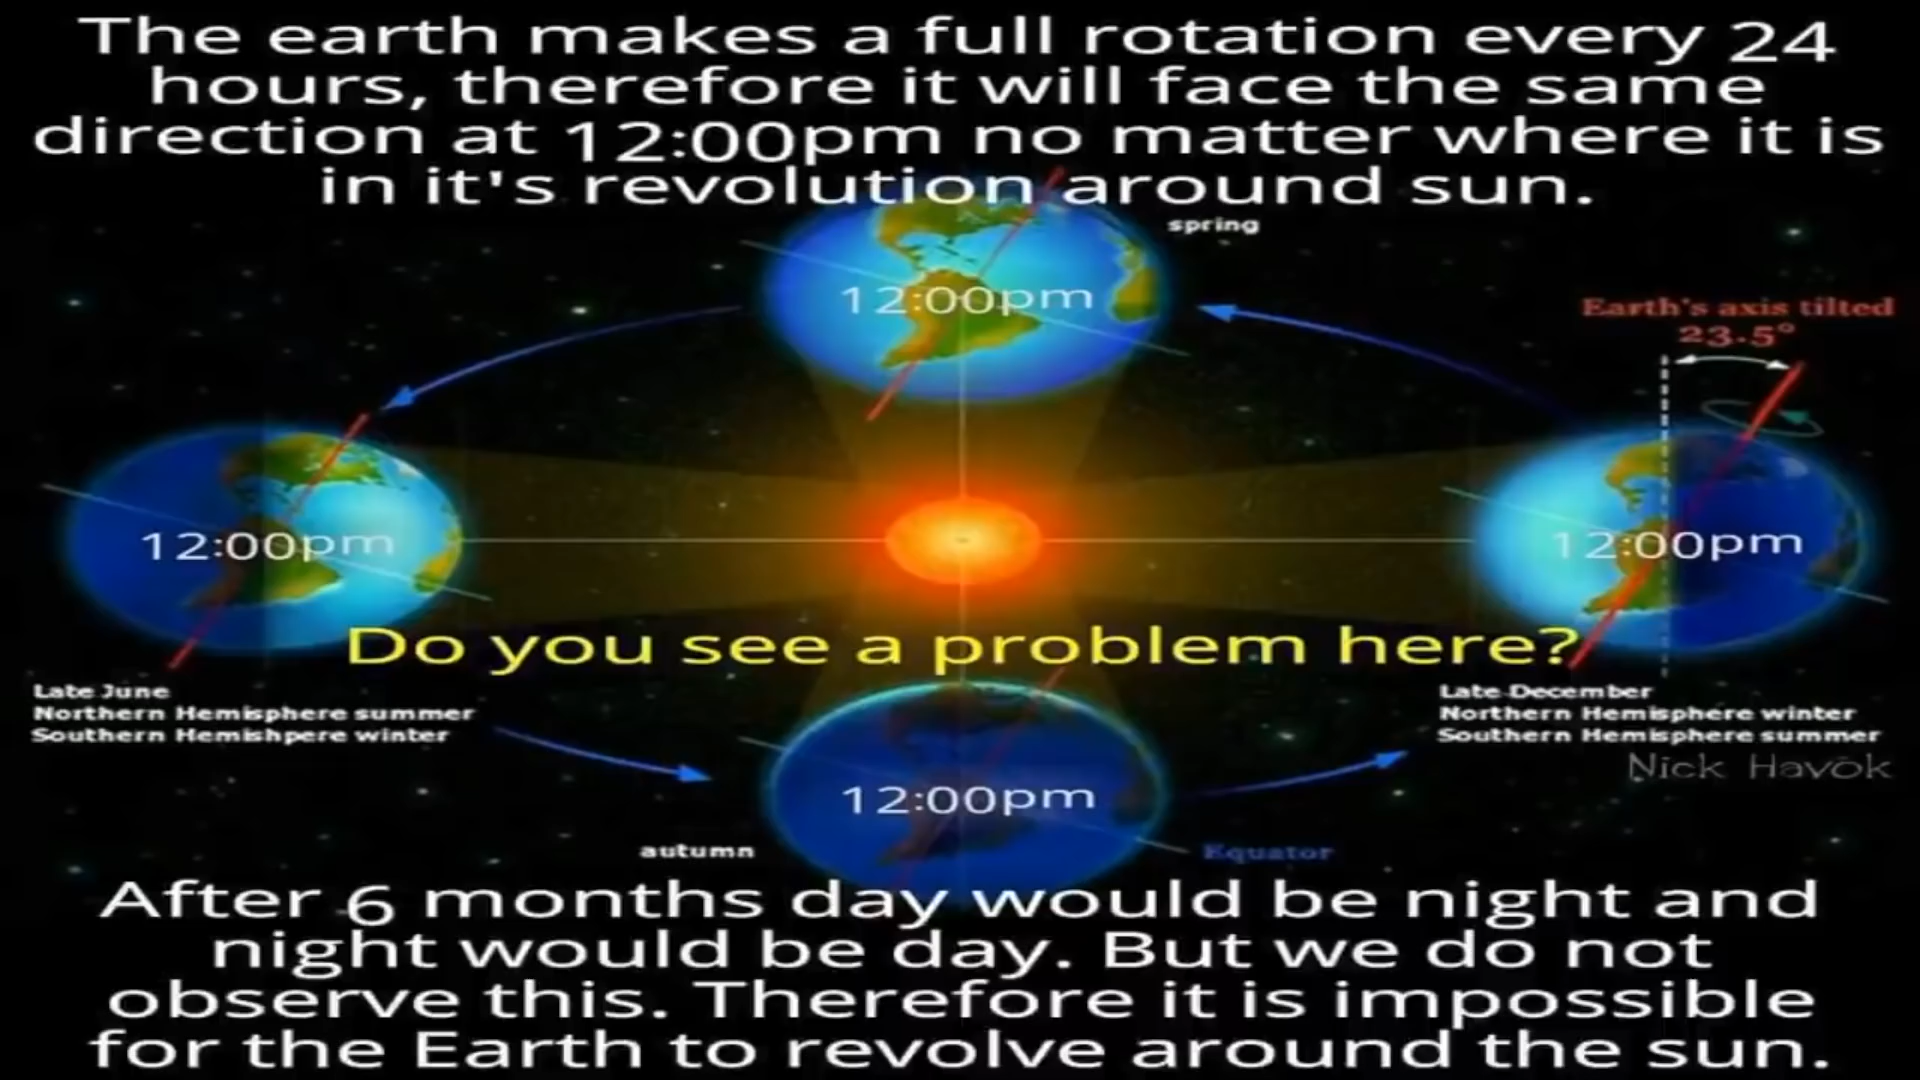 The earth makes a full rotation every 24
hours, therefore it will face the same
direction at 12:00pm no matter where it is
in it's revolution around sun.
spring
12:00pm
Earth's axis tilted
23.5°
12:00pm
12:00pm
Do you see a problem here?
Late June
Northern Hemisphere summer
Southern Hemishpere winter
Late December
Northern Hemisphere winter
Southern Hemisphere summer
Nick Havok
12:00pm
autumn
Equator
After 6 months day would be night and
night would be day. But we do not
observe this. Therefore it is impossible
for the Earth to revolve around the sun.